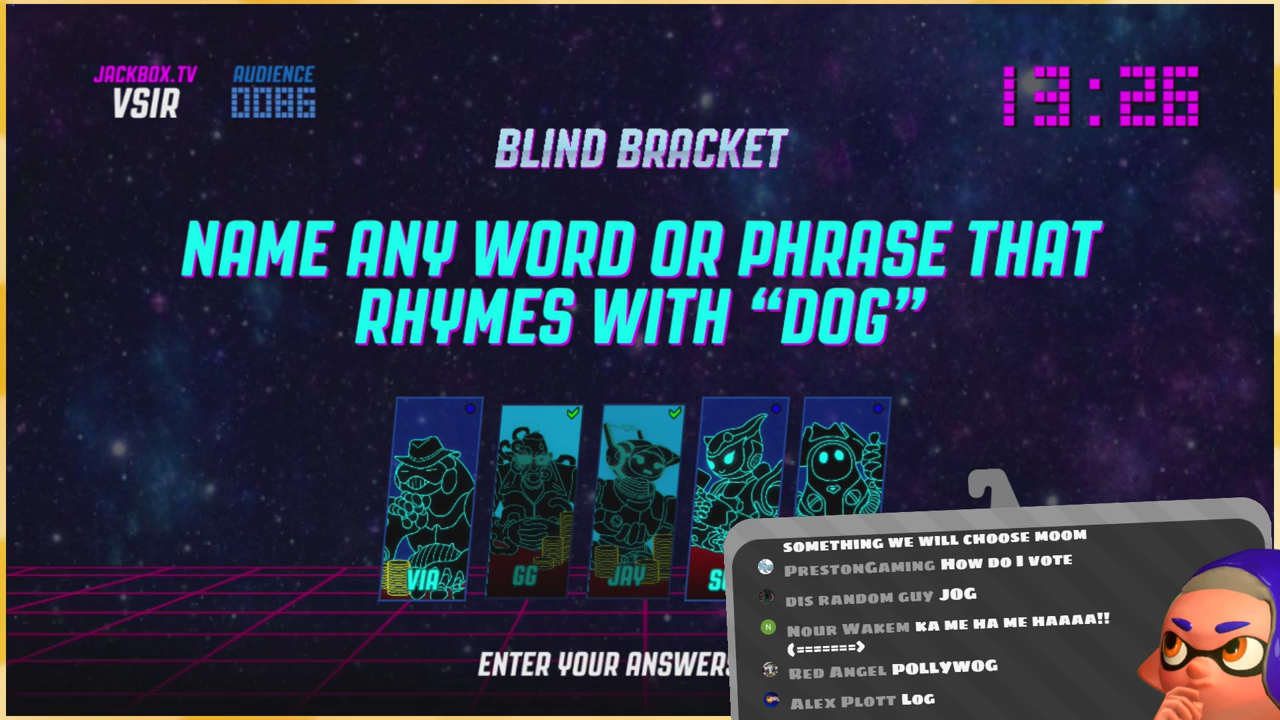 JACKBOX.TV
VSIR
AUDIENCE
0086
13:26
BLIND BRACKET
NAME ANY WORD OR PHRASE THAT
RHYMES WITH “DOG”
VIA
GG
JAY
ENTER YOUR ANSWERS
SOMETHING WE WILL CHOOSE MOOM
PRESTONGAMING HOW DO I VOTE
DIS RANDOM GUY JOG
N NOUR WAKEM KA ME HA ME HAAAA!!
(=======>
RED ANGEL POLLYWOG
ALEX PLOTT LOG